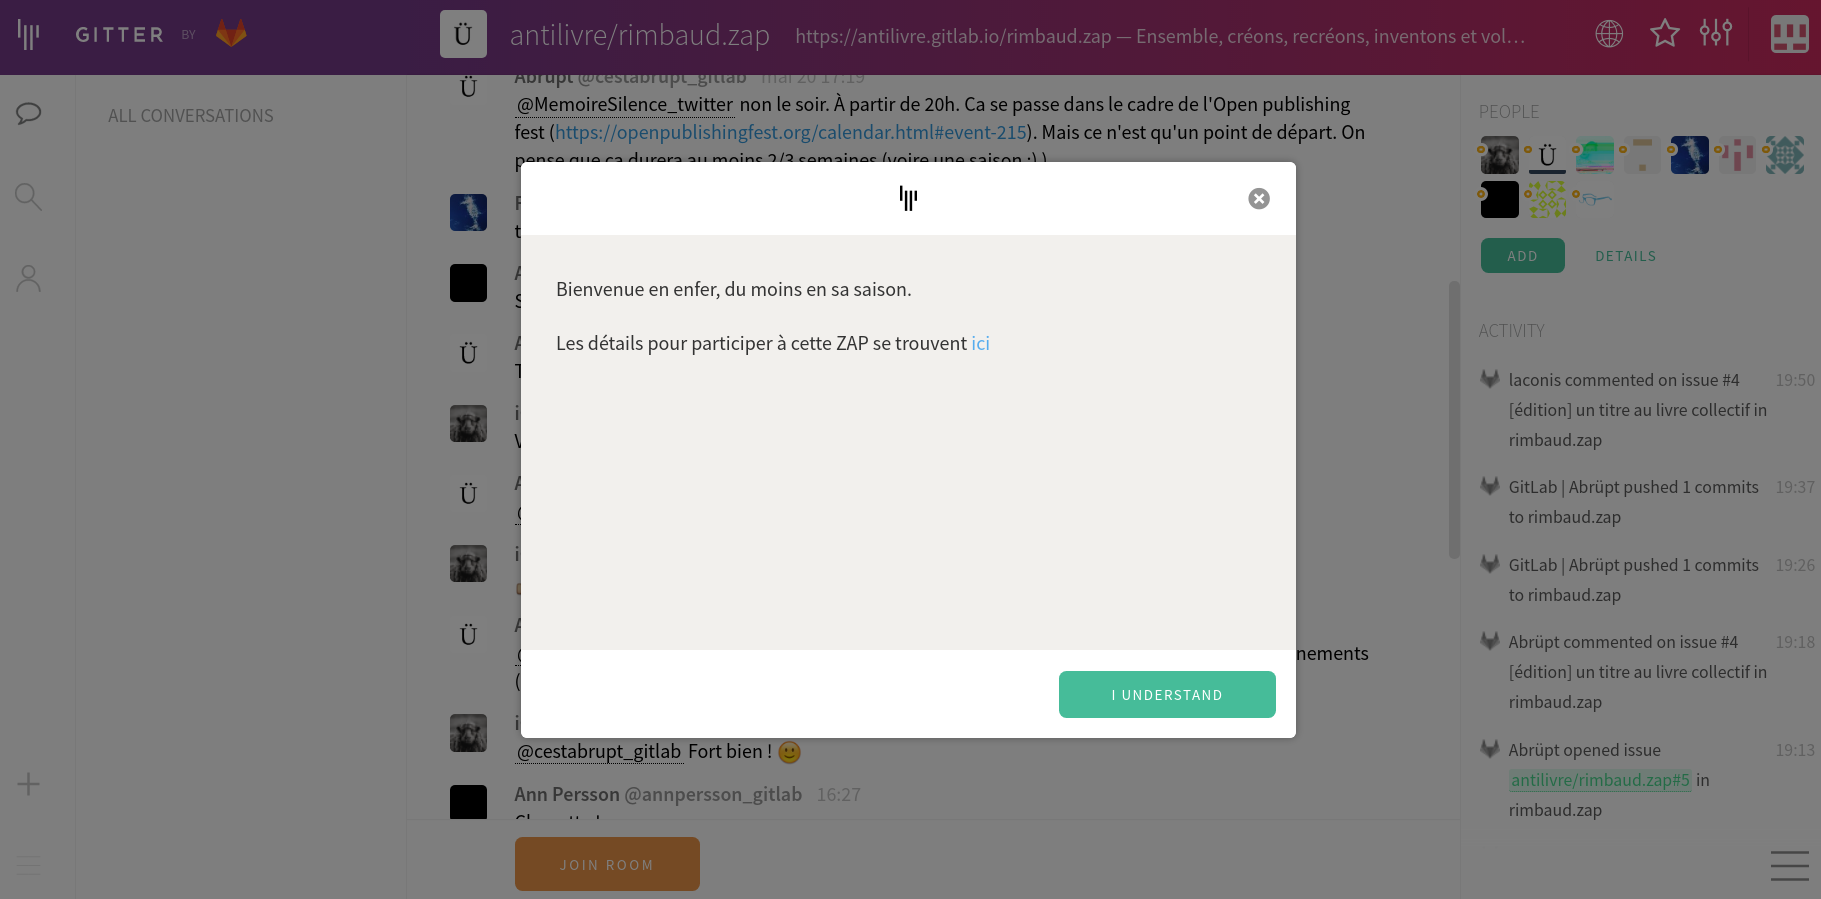 GITTER BY
Ü
antilivre/rimbaud.zap
https://antilivre.gitlab.io/rimbaud.zap — Ensemble, créons, recréons, inventons et vol…
ALL CONVERSATIONS
Ü
Abrüpt @cestabrupt_gitlab mai 20 17:19
@MemoireSilence_twitter non le soir. À partir de 20h. Ca se passe dans le cadre de l'Open publishing
fest (https://openpublishingfest.org/calendar.html#event-215). Mais ce n'est qu'un point de départ. On
pense que ça durera au moins 2/3 semaines (voire une saison ;) )
Bienvenue en enfer, du moins en sa saison.
Les détails pour participer à cette ZAP se trouvent ici
I UNDERSTAND
Ü
Ü
Ü
nements
(
@cestabrupt_gitlab Fort bien !
Ann Persson @annpersson_gitlab 16:27
JOIN ROOM
PEOPLE
Ü
ADD DETAILS
ACTIVITY
laconis commented on issue #4 19:50
[édition] un titre au livre collectif in
rimbaud.zap
GitLab | Abrüpt pushed 1 commits 19:37
to rimbaud.zap
GitLab | Abrüpt pushed 1 commits 19:26
to rimbaud.zap
Abrüpt commented on issue #4 19:18
[édition] un titre au livre collectif in
rimbaud.zap
Abrüpt opened issue 19:13
antilivre/rimbaud.zap#5 in
rimbaud.zap